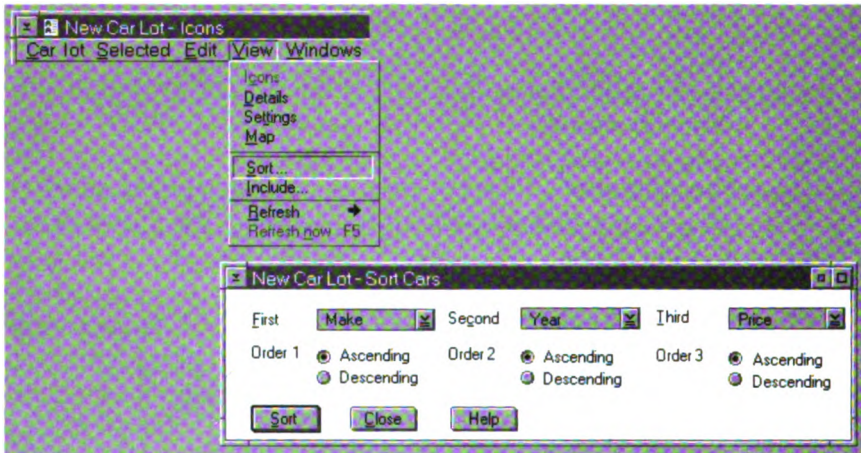 New Car Lot - Icons
Car lot Selected Edit View Windows
Icons
Details
Settings
Map
Sort...
Include...
Refresh
Refresh now F5
New Car Lot - Sort Cars
First Make Second Year Third Price
Order 1 Ascending Order 2 Ascending Order 3 Ascending
Descending Descending Descending
Sort Close Help